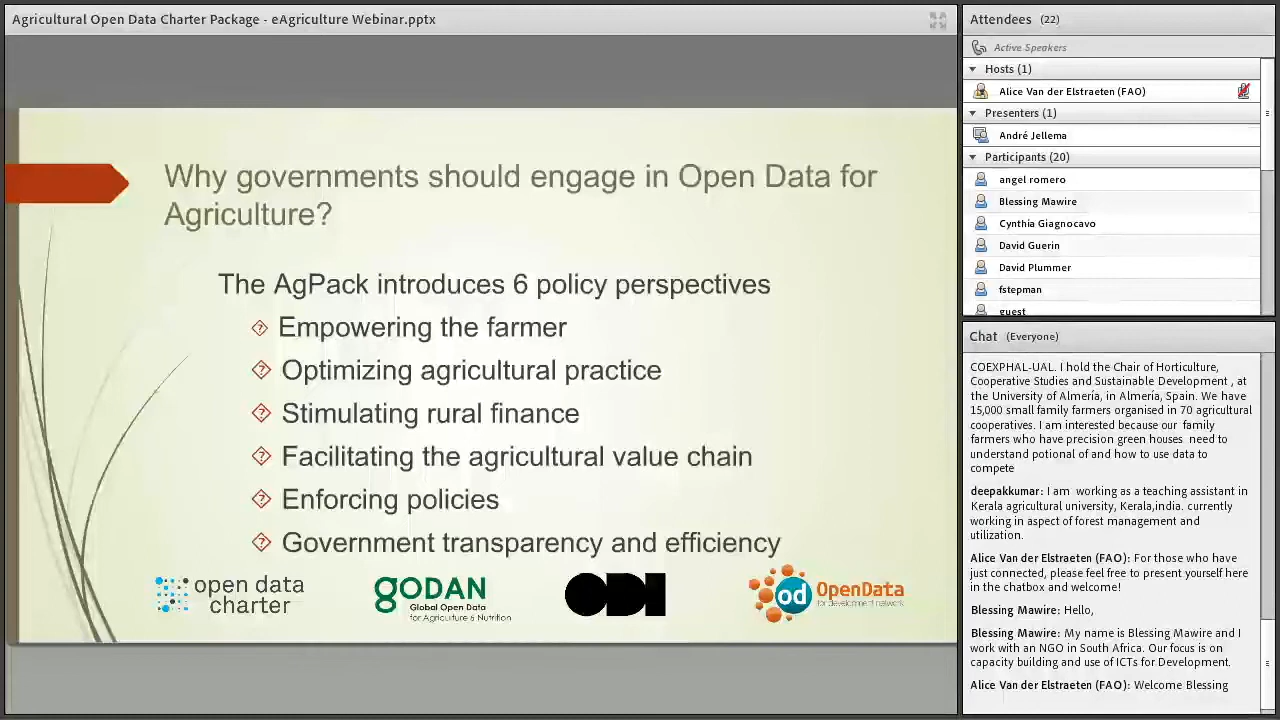 Agricultural Open Data Charter Package - eAgriculture Webinar.pptx
Why governments should engage in Open Data for
Agriculture?
The AgPack introduces 6 policy perspectives
Empowering the farmer
Optimizing agricultural practice
Stimulating rural finance
Facilitating the agricultural value chain
Enforcing policies
Government transparency and efficiency
open data
charter
GODAN
Global Open Data
for Agriculture & Nutrition
ODI
od
OpenData
for development network
Attendees (22)
Active Speakers
Hosts (1)
Alice Van der Elstraeten (FAO)
Presenters (1)
André Jellema
Participants (20)
angel romero
Blessing Mawire
Cynthia Giagnocavo
David Guerin
David Plummer
fstepman
guest
Chat (Everyone)
COEXPHAL-UAL. I hold the Chair of Horticulture,
Cooperative Studies and Sustainable Development , at
the University of Almería, in Almería, Spain. We have
15,000 small family farmers organised in 70 agricultural
cooperatives. I am interested because our family
farmers who have precision green houses need to
understand potional of and how to use data to
compete
deepakkumar: I am working as a teaching assistant in
Kerala agricultural university, Kerala,india. currently
working in aspect of forest management and
utilization.
Alice Van der Elstraeten (FAO): For those who have
just connected, please feel free to present yourself here
in the chatbox and welcome!
Blessing Mawire: Hello,
Blessing Mawire: My name is Blessing Mawire and I
work with an NGO in South Africa. Our focus is on
capacity building and use of ICTs for Development.
Alice Van der Elstraeten (FAO): Welcome Blessing